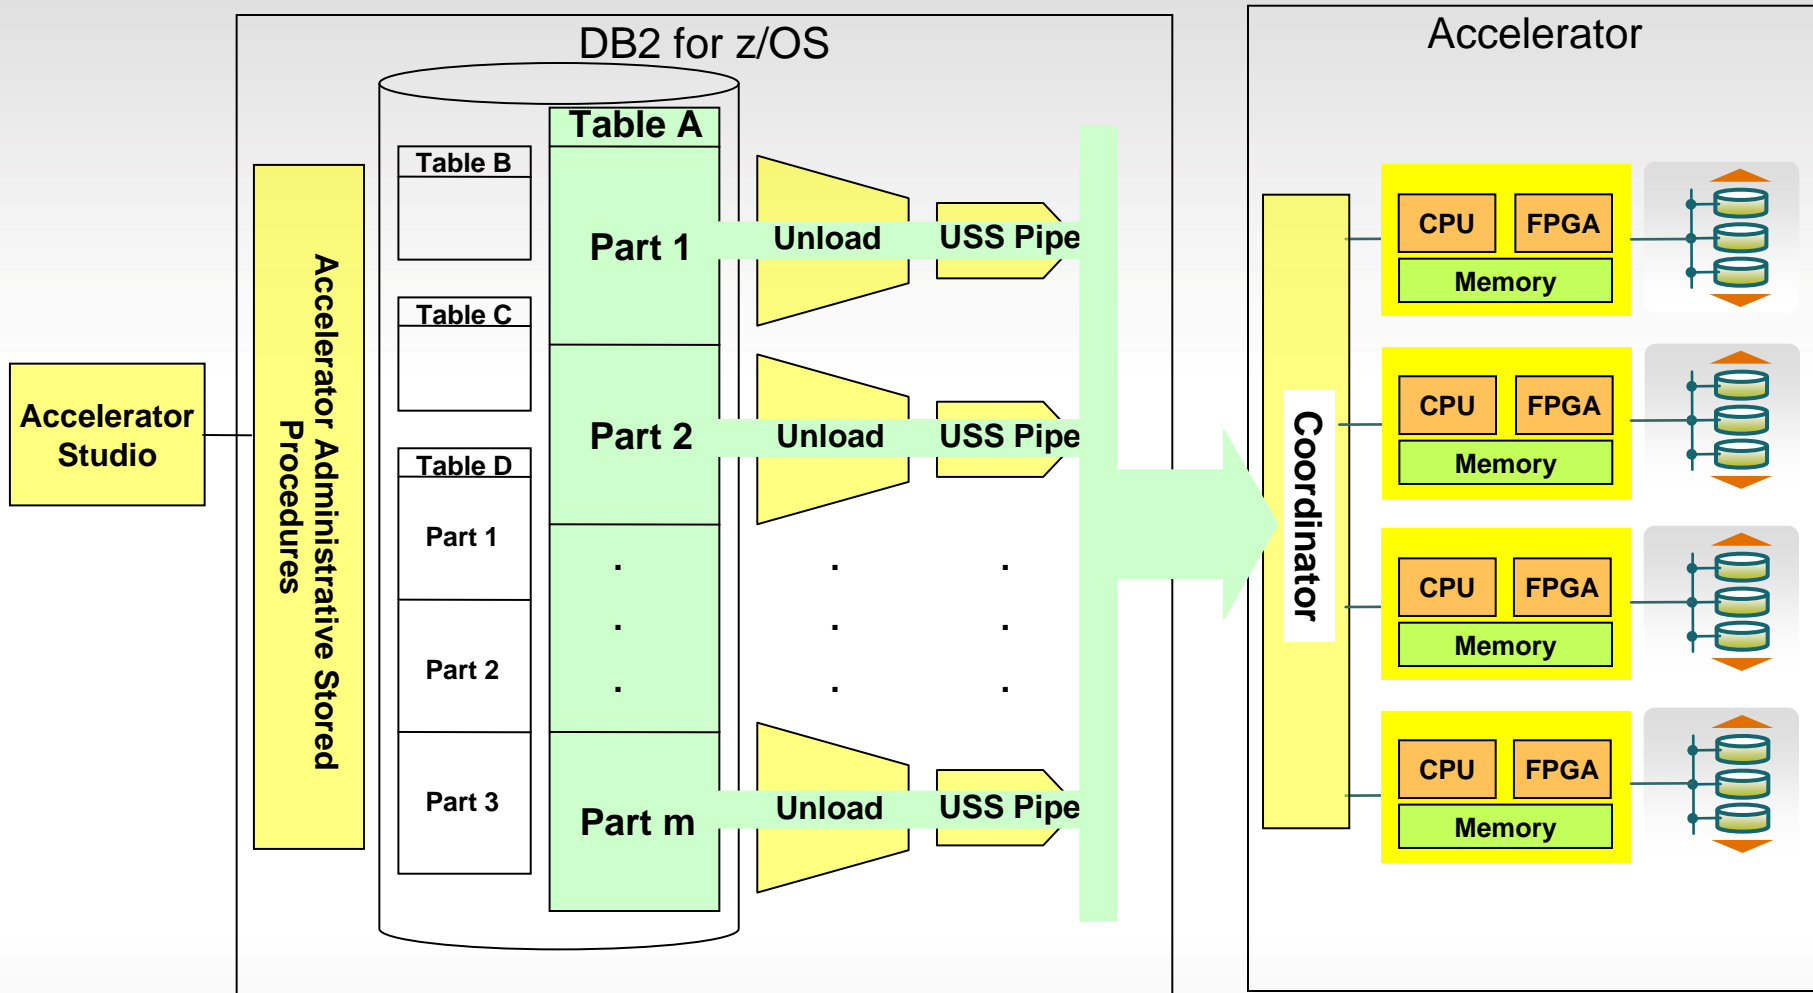 DB2 for z/OS
Accelerator
Accelerator
Studio
Accelerator Administrative Stored
Procedures
Table B
Table C
Table D
Part 1
Part 2
Part 3
Table A
Part 1
Part 2
.
.
.
Part m
Unload
USS Pipe
Unload
USS Pipe
. .
. .
. .
Unload
USS Pipe
Coordinator
CPU
FPGA
Memory
CPU
FPGA
Memory
CPU
FPGA
Memory
CPU
FPGA
Memory